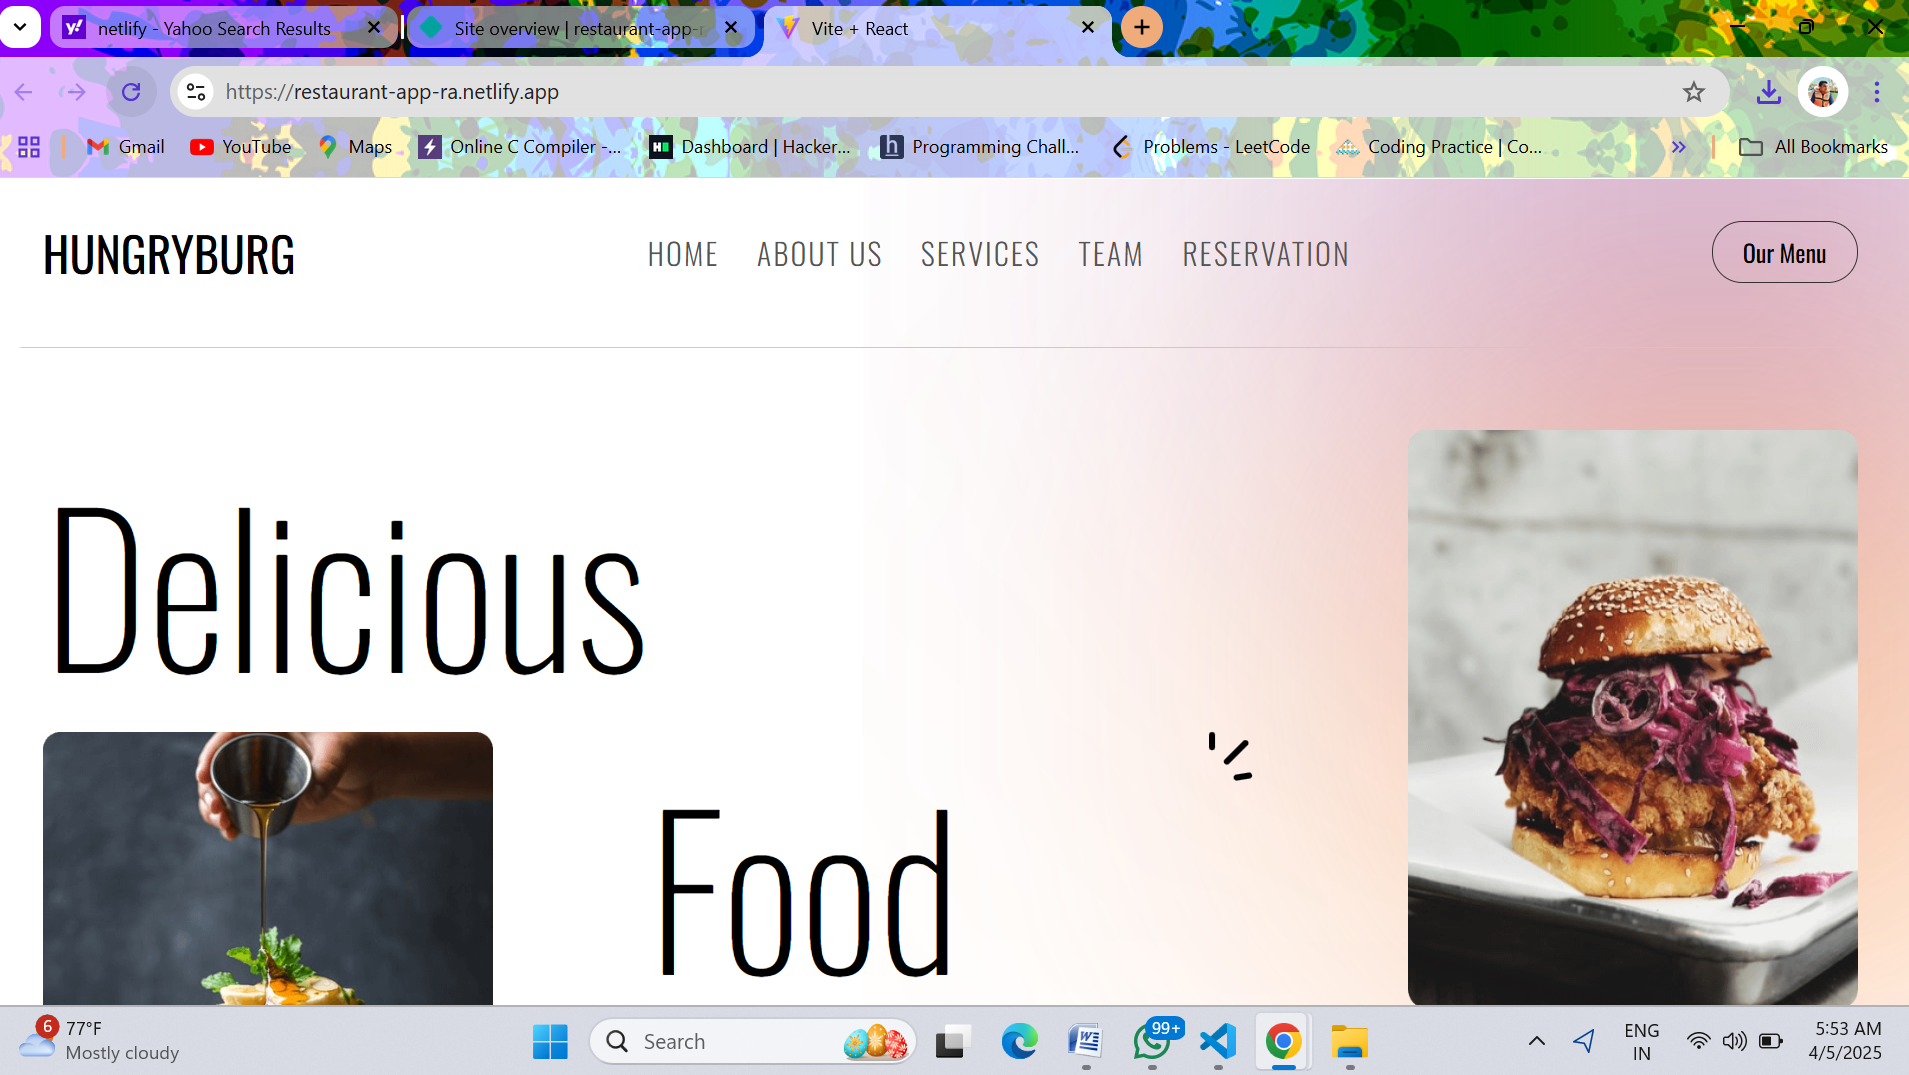 netlify - Yahoo Search Results
Site overview | restaurant-app-r
Vite + React
https://restaurant-app-ra.netlify.app
Gmail
YouTube
Maps
Online C Compiler -...
Dashboard | Hacker...
Programming Chall...
Problems - LeetCode
Coding Practice | Co...
All Bookmarks
HUNGRYBURG
HOME
ABOUT US
SERVICES
TEAM
RESERVATION
Our Menu
Delicious
Food
6
77°F
Mostly cloudy
Search
99+
ENG
IN
5:53 AM
4/5/2025